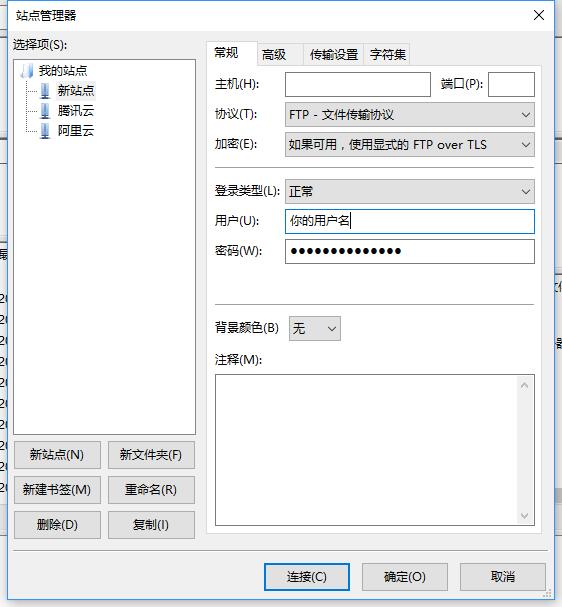 站点管理器
选择项(S):
我的站点
新站点
腾讯云
阿里云
新站点(N)
新文件夹(F)
新建书签(M)
重命名(R)
删除(D)
复制(I)
常规
高级
传输设置
字符集
主机(H):
端口(P):
协议(T):
FTP - 文件传输协议
加密(E):
如果可用，使用显式的 FTP over TLS
登录类型(L):
正常
用户(U):
你的用户名
密码(W):
●●●●●●●●●●●●●●
背景颜色(B)
无
注释(M):
连接(C)
确定(O)
取消